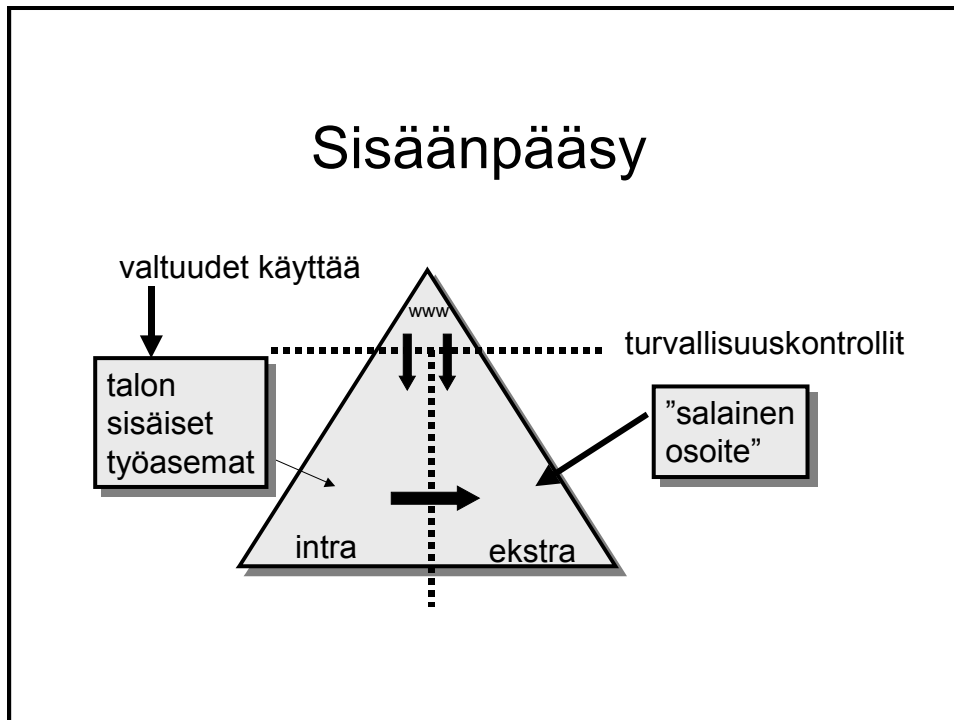 Sisäänpääsy
valtuudet käyttää
www
turvallisuuskontrollit
talon
sisäiset
työasemat
”salainen
osoite”
intra
ekstra